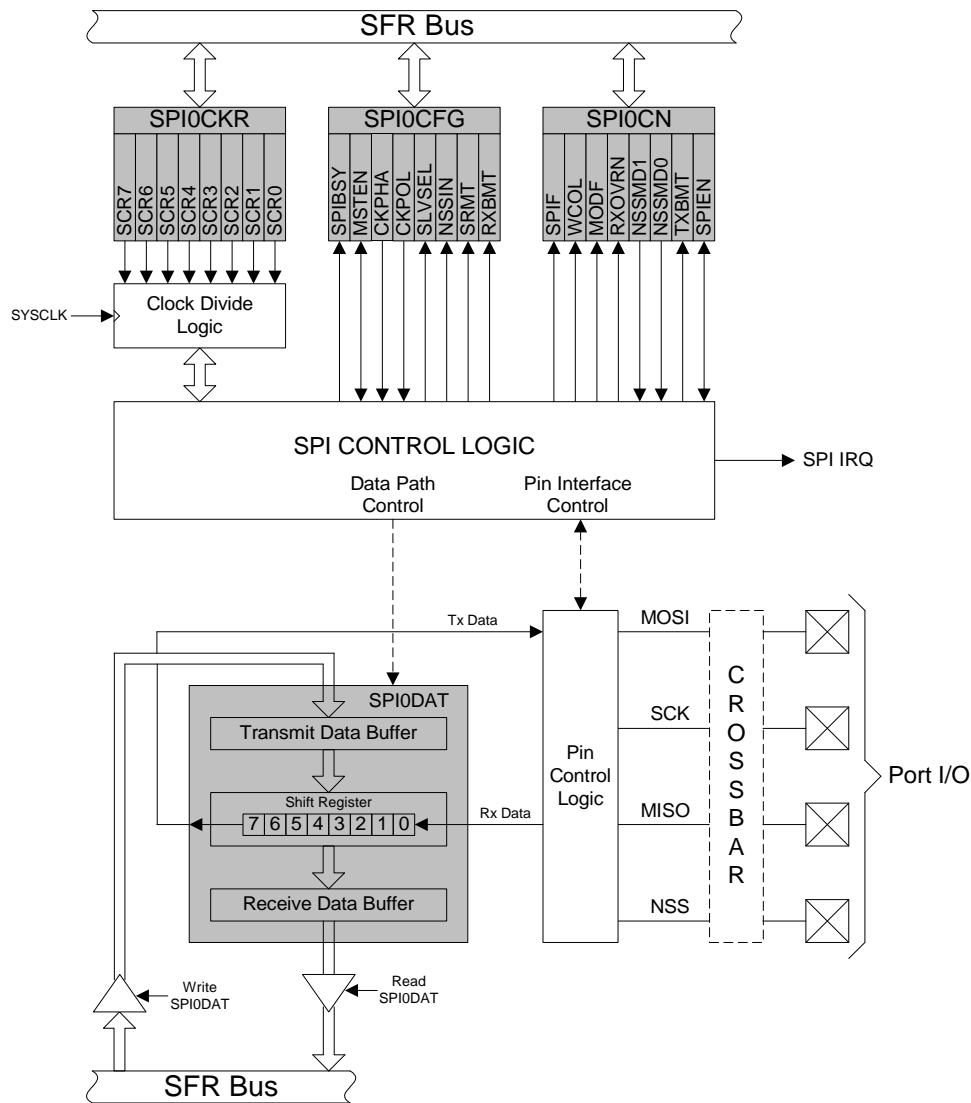 SFR Bus
SPI0CKR
SCR7
SCR6
SCR5
SCR4
SCR3
SCR2
SCR1
SCR0
SPI0CFG
SPIBSY
MSTEN
CKPHA
CKPOL
SLVSEL
NSSIN
SRMT
RXBMT
SPI0CN
SPIF
WCOL
MODF
RXOVRN
NSSMD1
NSSMD0
TXBMT
SPIEN
SYSCLK
Clock Divide
Logic
SPI CONTROL LOGIC
Data Path
Control
Pin Interface
Control
SPI IRQ
Tx Data
SPI0DAT
Transmit Data Buffer
Shift Register
7 6 5 4 3 2 1 0
Rx Data
Receive Data Buffer
Pin
Control
Logic
MOSI
SCK
MISO
NSS
CROSSBAR
Port I/O
Write
SPI0DAT
Read
SPI0DAT
SFR Bus